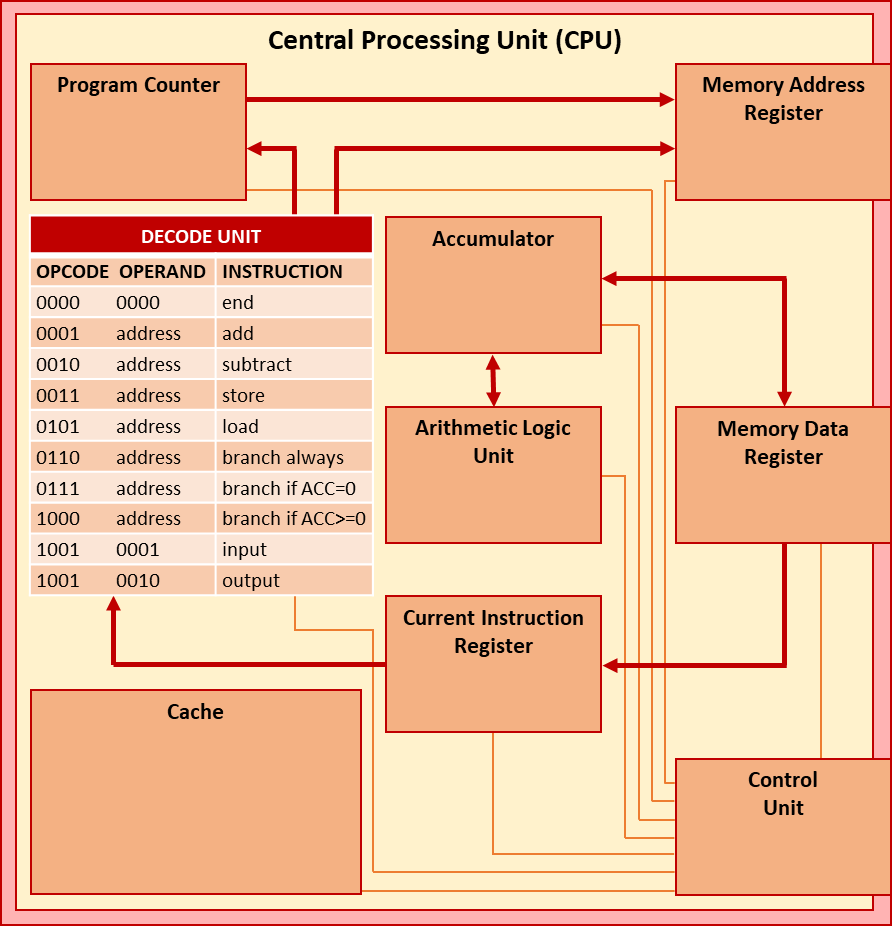 Central Processing Unit (CPU)
Program Counter
Memory Address
Register
DECODE UNIT
OPCODE OPERAND INSTRUCTION
0000 0000 end
0001 address add
0010 address subtract
0011 address store
0101 address load
0110 address branch always
0111 address branch if ACC=0
1000 address branch if ACC>=0
1001 0001 input
1001 0010 output
Accumulator
Arithmetic Logic
Unit
Memory Data
Register
Current Instruction
Register
Cache
Control
Unit